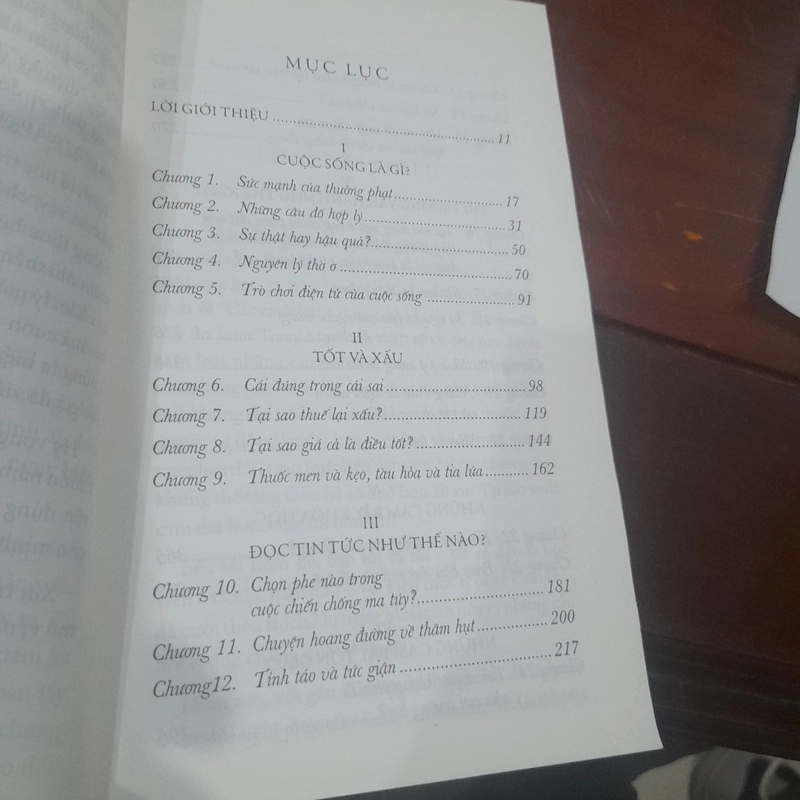 MỤC LỤC
LỜI GIỚI THIỆU ........ 11
I
CUỘC SỐNG LÀ GÌ?
Chương 1. Sức mạnh của thưởng phạt ........ 17
Chương 2. Những câu đố hợp lý ........ 31
Chương 3. Sự thật hay hậu quả? ........ 50
Chương 4. Nguyên lý thờ ơ ........ 70
Chương 5. Trò chơi điện tử của cuộc sống ........ 91
II
TỐT VÀ XẤU
Chương 6. Cái đúng trong cái sai ........ 98
Chương 7. Tại sao thuế lại xấu? ........ 119
Chương 8. Tại sao giá cả là điều tốt? ........ 144
Chương 9. Thuốc men và kẹo, tàu hỏa và tia lửa ........ 162
III
ĐỌC TIN TỨC NHƯ THẾ NÀO?
Chương 10. Chọn phe nào trong
cuộc chiến chống ma túy? ........ 181
Chương 11. Chuyện hoang đường về thâm hụt ........ 200
Chương12. Tỉnh táo và tức giận ........ 217